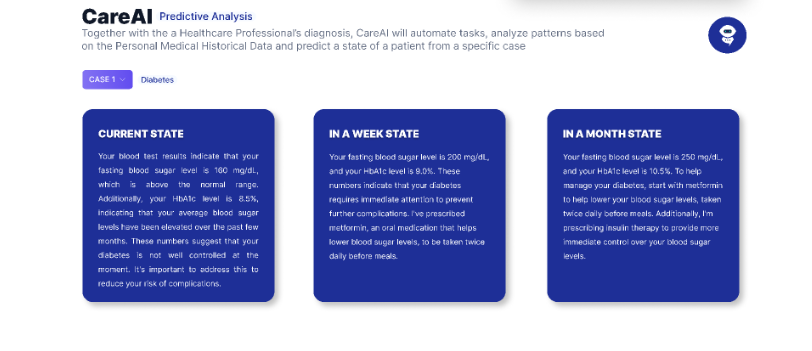 CareAI Predictive Analysis
Together with the a Healthcare Professional's diagnosis, CareAI will automate tasks, analyze patterns based
on the Personal Medical Historical Data and predict a state of a patient from a specific case
CASE 1
Diabetes
CURRENT STATE
Your blood test results indicate that your
fasting blood sugar level is 160 mg/dL,
which is above the normal range.
Additionally, your HbA1c level is 8.5%,
indicating that your average blood sugar
levels have been elevated over the past few
months. These numbers suggest that your
diabetes is not well controlled at the
moment. It's important to address this to
reduce your risk of complications.
IN A WEEK STATE
Your fasting blood sugar level is 200 mg/dL,
and your HbA1c level is 9.0%. These
numbers indicate that your diabetes
requires immediate attention to prevent
further complications. I've prescribed
metformin, an oral medication that helps
lower blood sugar levels, to be taken twice
daily before meals.
IN A MONTH STATE
Your fasting blood sugar level is 250 mg/dL,
and your HbA1c level is 10.5%. To help
manage your diabetes, start with metformin
to help lower your blood sugar levels, taken
twice daily before meals. Additionally, I'm
prescribing insulin therapy to provide more
immediate control over your blood sugar
levels.